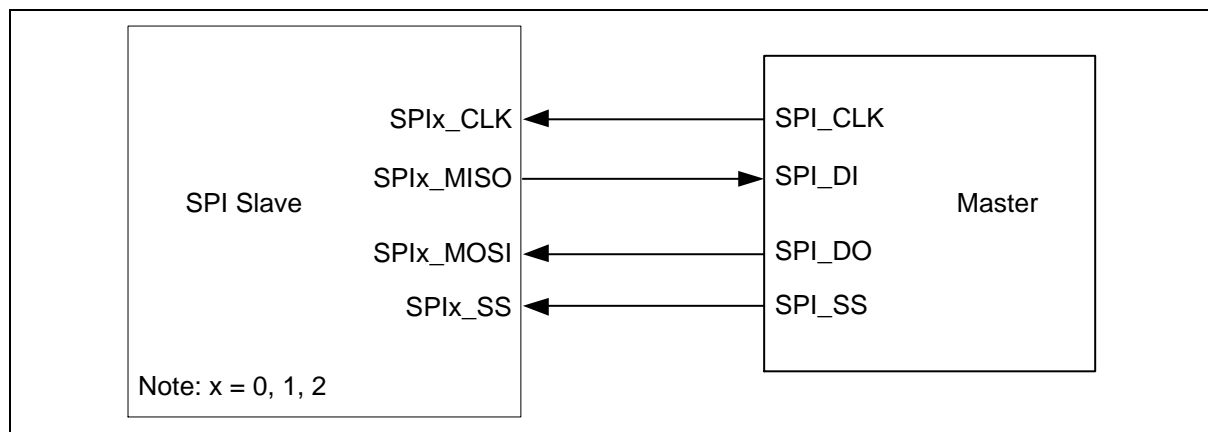 SPIx_CLK
SPI_CLK
SPIx_MISO
SPI_DI
SPI Slave
Master
SPIx_MOSI
SPI_DO
SPIx_SS
SPI_SS
Note: x = 0, 1, 2